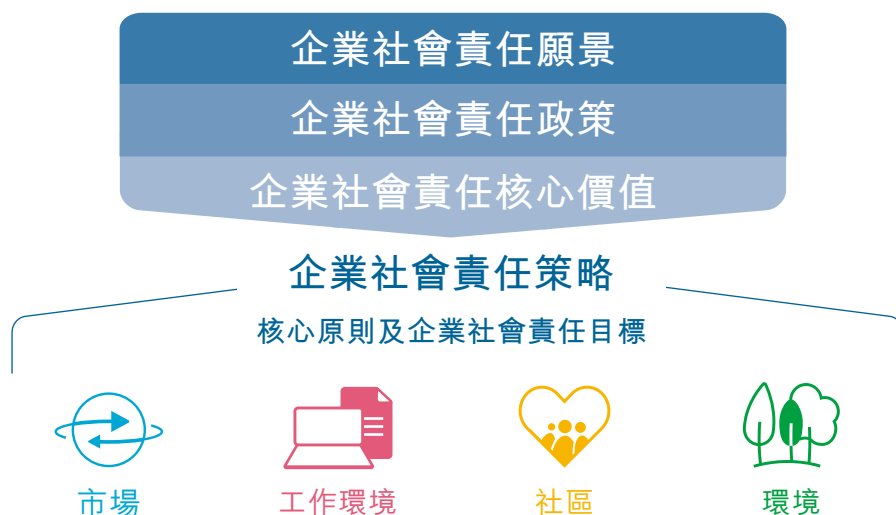 企業社會責任願景
企業社會責任政策
企業社會責任核心價值
企業社會責任策略
核心原則及企業社會責任目標
市場
工作環境
社區
環境